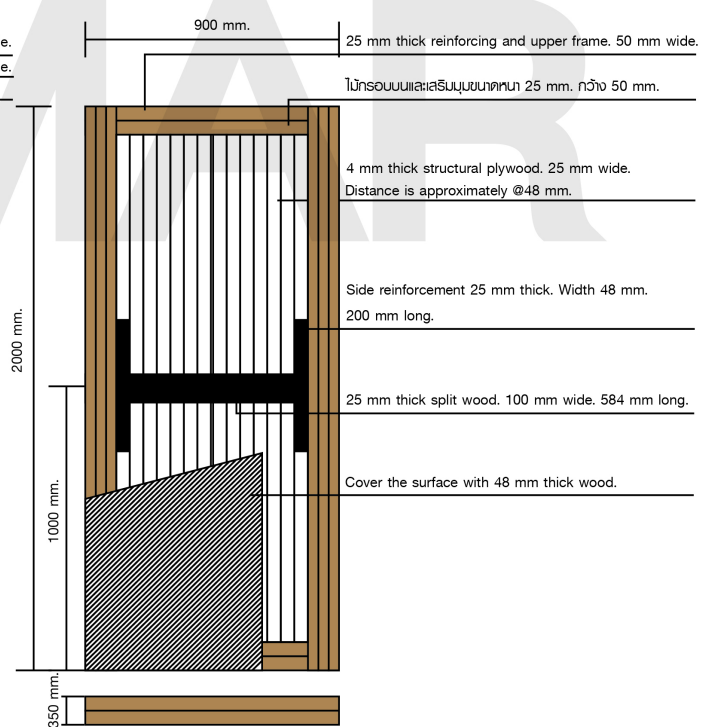 900 mm.
e.
e.
25 mm thick reinforcing and upper frame. 50 mm wide.
ไม้กรอบบนและเสริมมุมขนาดหนา 25 mm. กว้าง 50 mm.
4 mm thick structural plywood. 25 mm wide.
Distance is approximately @48 mm.
Side reinforcement 25 mm thick. Width 48 mm.
200 mm long.
2000 mm.
25 mm thick split wood. 100 mm wide. 584 mm long.
Cover the surface with 48 mm thick wood.
1000 mm.
350 mm.
MAR